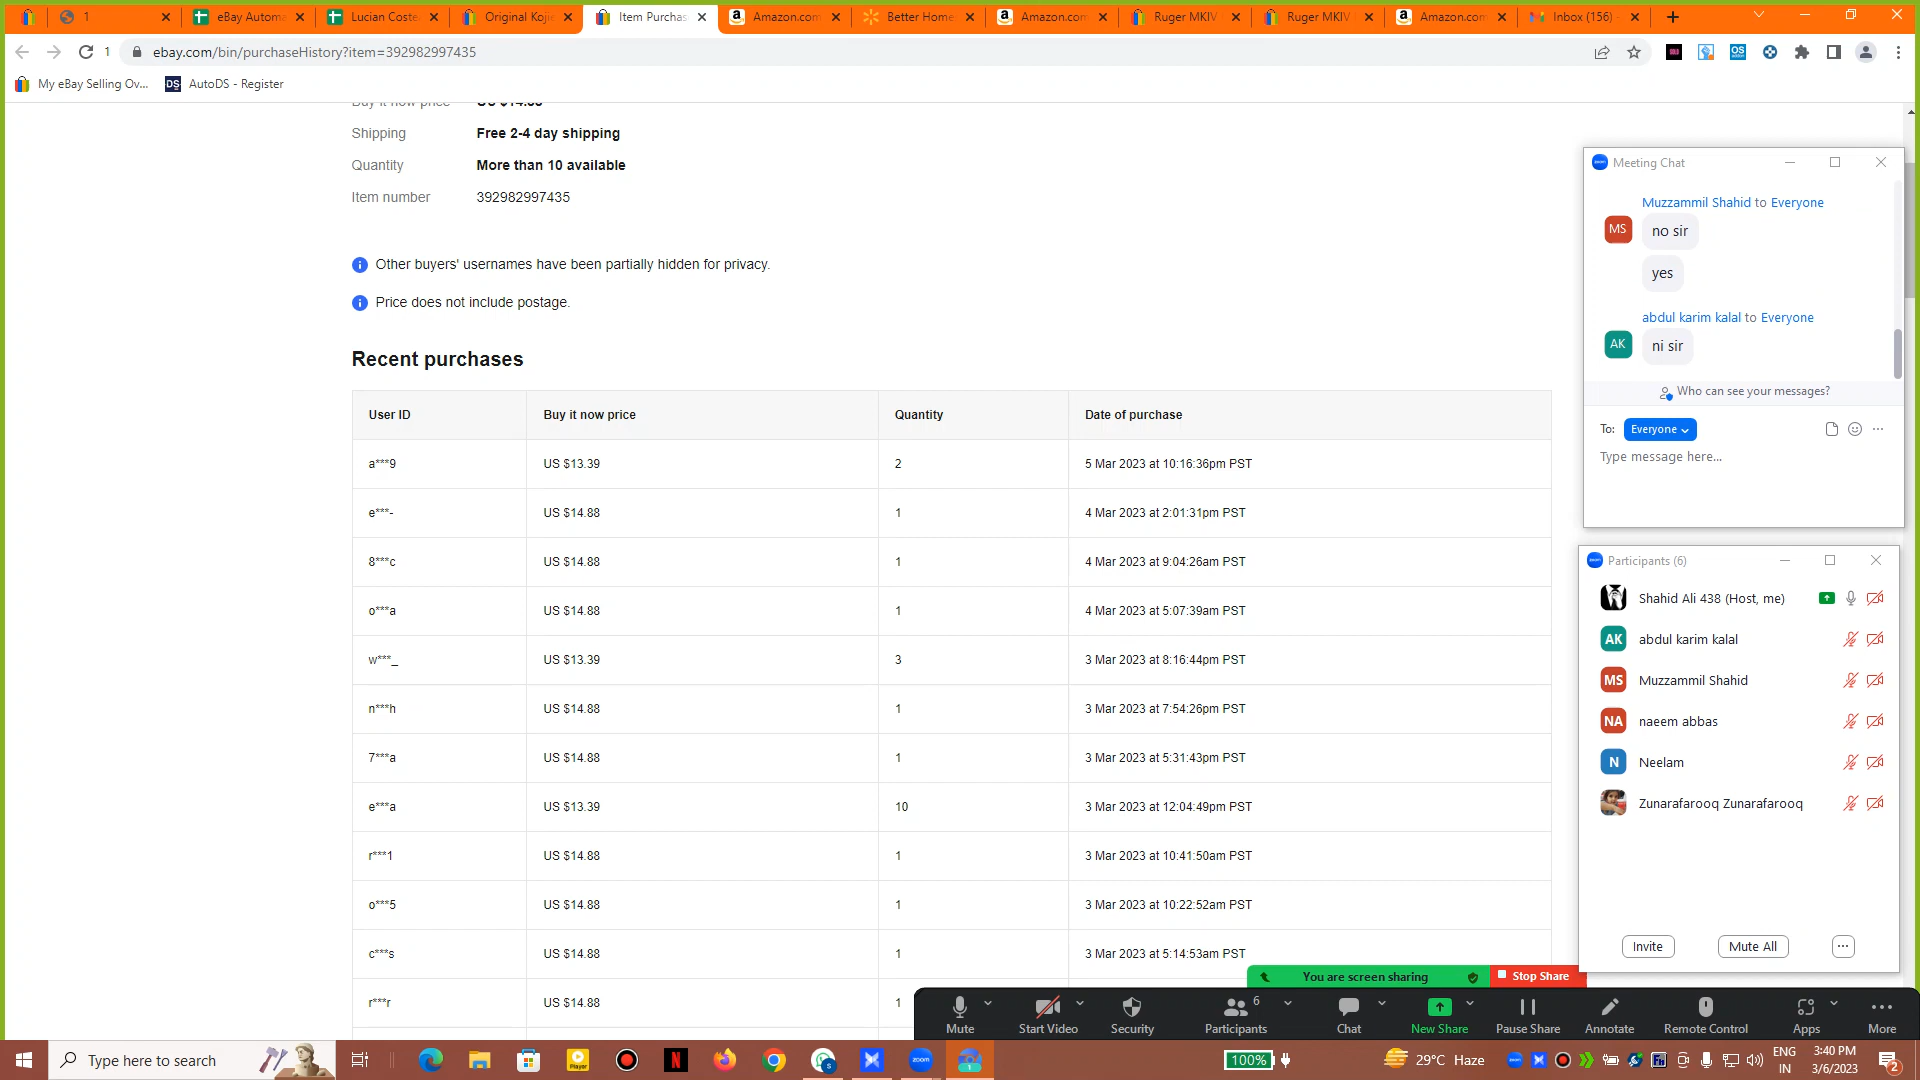 1
eBay Automa
Lucian Coste
Original Kojie
Item Purchas
Amazon.com
Better Home
Amazon.com
Ruger MKIV
Ruger MKIV
Amazon.com
Inbox (156)
1
ebay.com/bin/purchaseHistory?item=392982997435
My eBay Selling Ov...
DS AutoDS - Register
Buy it now price US $14.88
Shipping Free 2-4 day shipping
Quantity More than 10 available
Item number 392982997435
Other buyers' usernames have been partially hidden for privacy.
Price does not include postage.
Recent purchases
User ID Buy it now price Quantity Date of purchase
a***9 US $13.39 2 5 Mar 2023 at 10:16:36pm PST
e***- US $14.88 1 4 Mar 2023 at 2:01:31pm PST
8***c US $14.88 1 4 Mar 2023 at 9:04:26am PST
o***a US $14.88 1 4 Mar 2023 at 5:07:39am PST
w***_ US $13.39 3 3 Mar 2023 at 8:16:44pm PST
n***h US $14.88 1 3 Mar 2023 at 7:54:26pm PST
7***a US $14.88 1 3 Mar 2023 at 5:31:43pm PST
e***a US $13.39 10 3 Mar 2023 at 12:04:49pm PST
r***1 US $14.88 1 3 Mar 2023 at 10:41:50am PST
o***5 US $14.88 1 3 Mar 2023 at 10:22:52am PST
c***s US $14.88 1 3 Mar 2023 at 5:14:53am PST
r***r US $14.88 1
Meeting Chat
Muzzammil Shahid to Everyone
MS no sir
yes
abdul karim kalal to Everyone
AK ni sir
Who can see your messages?
To: Everyone
Type message here...
Participants (6)
Shahid Ali 438 (Host, me)
AK abdul karim kalal
MS Muzzammil Shahid
NA naeem abbas
N Neelam
Zunarafarooq Zunarafarooq
Invite Mute All ...
You are screen sharing Stop Share
6
Mute Start Video Security Participants Chat New Share Pause Share Annotate Remote Control Apps More
Type here to search
100%
29°C Haze
ENG
IN
3:40 PM
3/6/2023
2